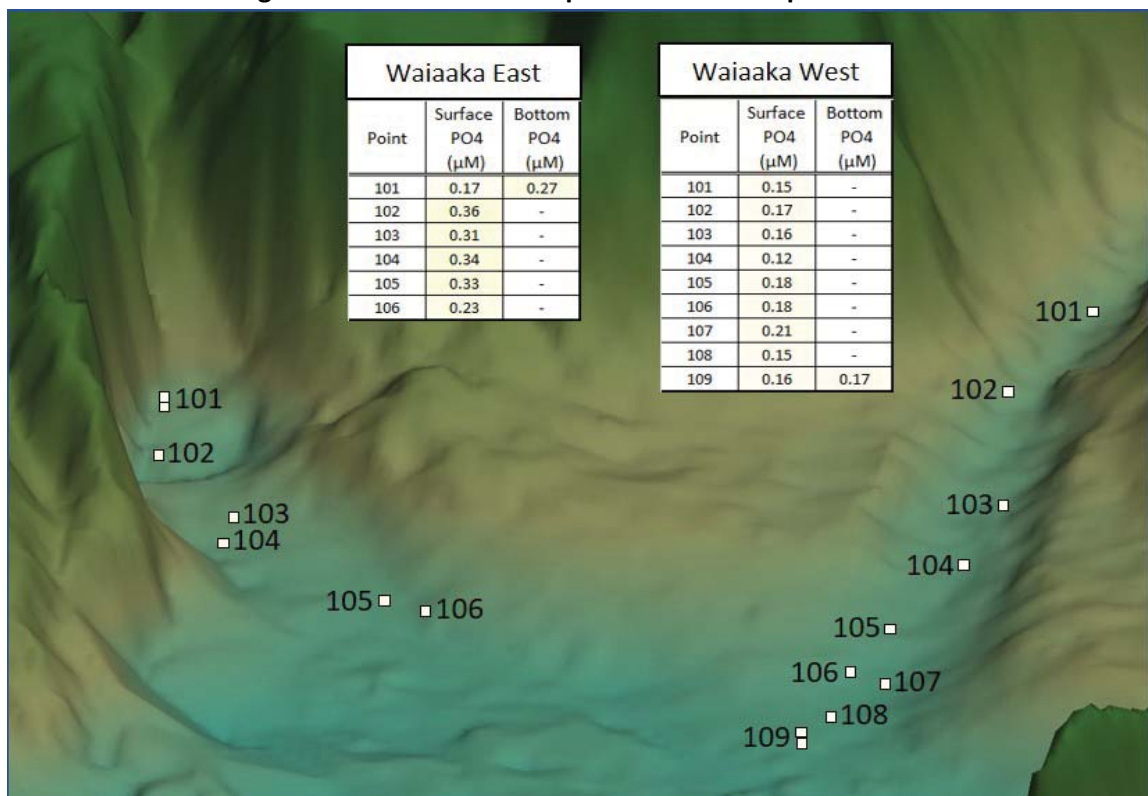 Waiaaka East
Point Surface PO4 (µM) Bottom PO4 (µM)
101 0.17 0.27
102 0.36 -
103 0.31 -
104 0.34 -
105 0.33 -
106 0.23 -
Waiaaka West
Point Surface PO4 (µM) Bottom PO4 (µM)
101 0.15 -
102 0.17 -
103 0.16 -
104 0.12 -
105 0.18 -
106 0.18 -
107 0.21 -
108 0.15 -
109 0.16 0.17
101
102
103
104
105
106
101
102
103
104
105
106
107
108
109